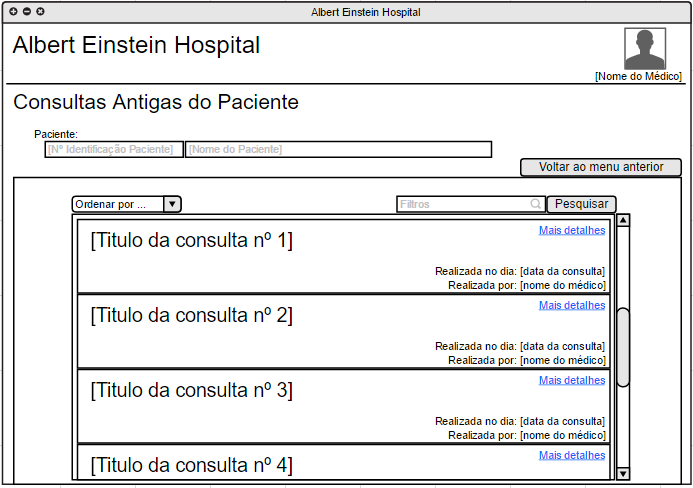 Albert Einstein Hospital
Albert Einstein Hospital
[Nome do Médico]
Consultas Antigas do Paciente
Paciente:
[Nº Identificação Paciente] [Nome do Paciente]
Voltar ao menu anterior
Ordenar por ... Filtros Pesquisar
Mais detalhes
[Titulo da consulta nº 1]
Realizada no dia: [data da consulta]
Realizada por: [nome do médico]
Mais detalhes
[Titulo da consulta nº 2]
Realizada no dia: [data da consulta]
Realizada por: [nome do médico]
Mais detalhes
[Titulo da consulta nº 3]
Realizada no dia: [data da consulta]
Realizada por: [nome do médico]
Mais detalhes
[Titulo da consulta nº 4]